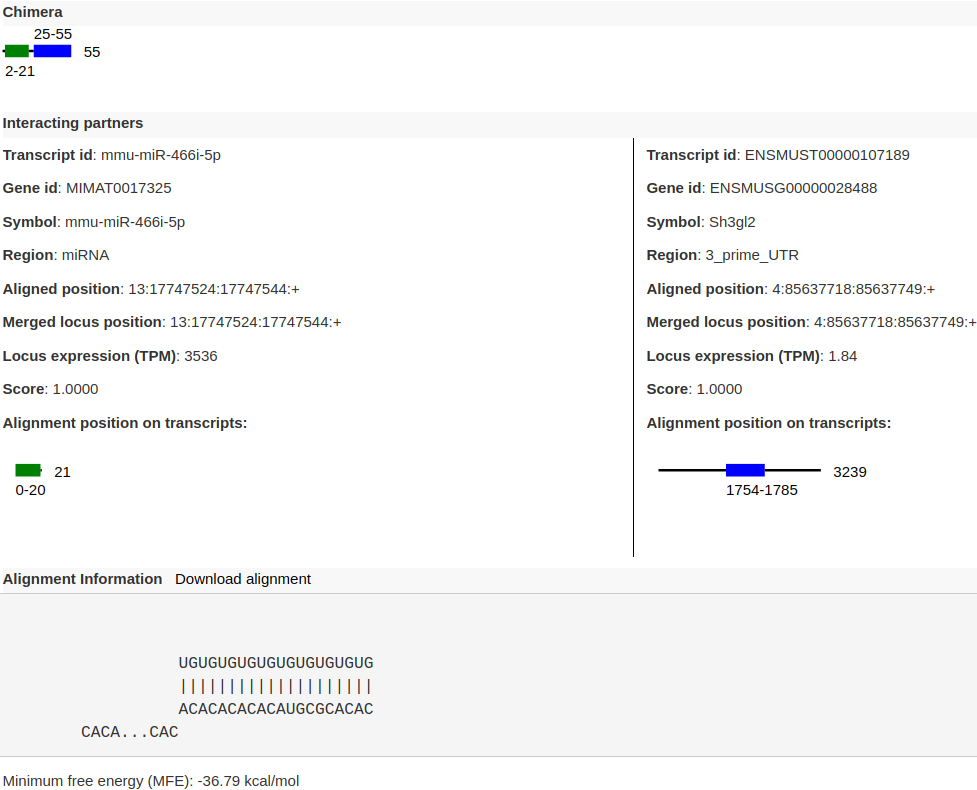 Chimera
25-55
55
2-21
Interacting partners
Transcript id: mmu-miR-466i-5p
Gene id: MIMAT0017325
Symbol: mmu-miR-466i-5p
Region: miRNA
Aligned position: 13:17747524:17747544:+
Merged locus position: 13:17747524:17747544:+
Locus expression (TPM): 3536
Score: 1.0000
Alignment position on transcripts:
21
0-20
Transcript id: ENSMUST00000107189
Gene id: ENSMUSG00000028488
Symbol: Sh3gl2
Region: 3_prime_UTR
Aligned position: 4:85637718:85637749:+
Merged locus position: 4:85637718:85637749:+
Locus expression (TPM): 1.84
Score: 1.0000
Alignment position on transcripts:
3239
1754-1785
Alignment Information Download alignment
UGUGUGUGUGUGUGUGUGUG
||||||||||||||||||||
ACACACACACAUGCGCACAC
CACA...CAC
Minimum free energy (MFE): -36.79 kcal/mol